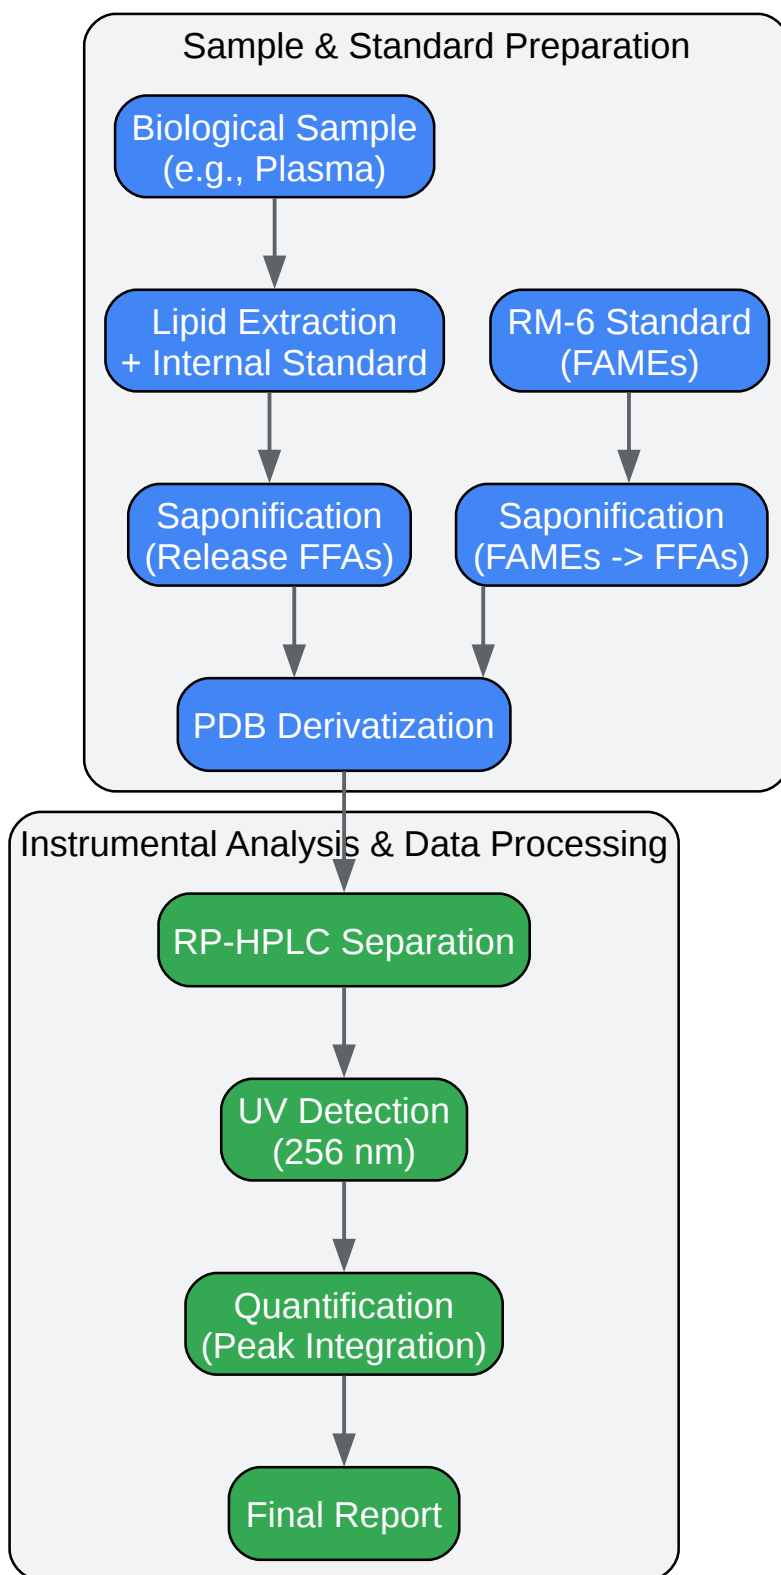 Sample & Standard Preparation
Biological Sample
(e.g., Plasma)
Lipid Extraction
+ Internal Standard
RM-6 Standard
(FAMEs)
Saponification
(Release FFAs)
Saponification
(FAMEs -> FFAs)
PDB Derivatization
Instrumental Analysis & Data Processing
RP-HPLC Separation
UV Detection
(256 nm)
Quantification
(Peak Integration)
Final Report